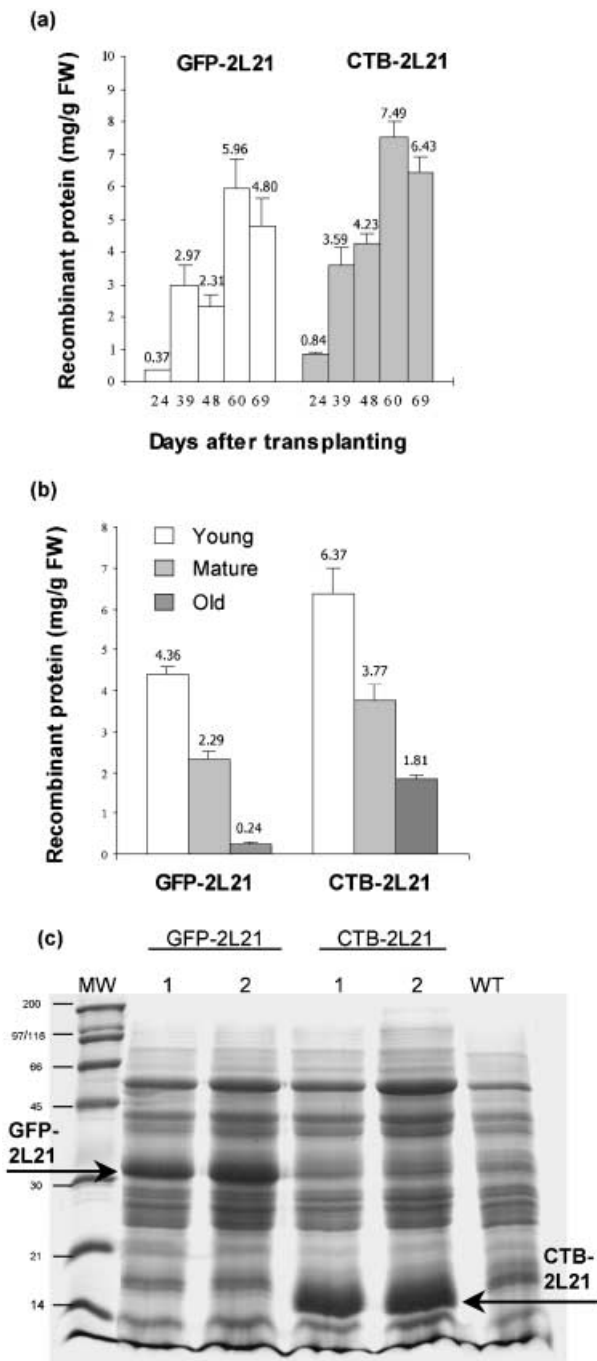 (a)
GFP-2L21 CTB-2L21
Recombinant protein (mg/g FW)
10
9
8
7
6
5
4
3
2
1
0
0.37 2.97 2.31 5.96 4.80 0.84 3.59 4.23 7.49 6.43
24 39 48 60 69 24 39 48 60 69
Days after transplanting
(b)
Recombinant protein (mg/g FW)
8
7
6
5
4
3
2
1
0
Young
Mature
Old
4.36 2.29 0.24 6.37 3.77 1.81
GFP-2L21 CTB-2L21
(c)
GFP-2L21 CTB-2L21
MW 1 2 1 2 WT
200
97/116
66
45
GFP-
2L21
30
21
CTB-
2L21
14